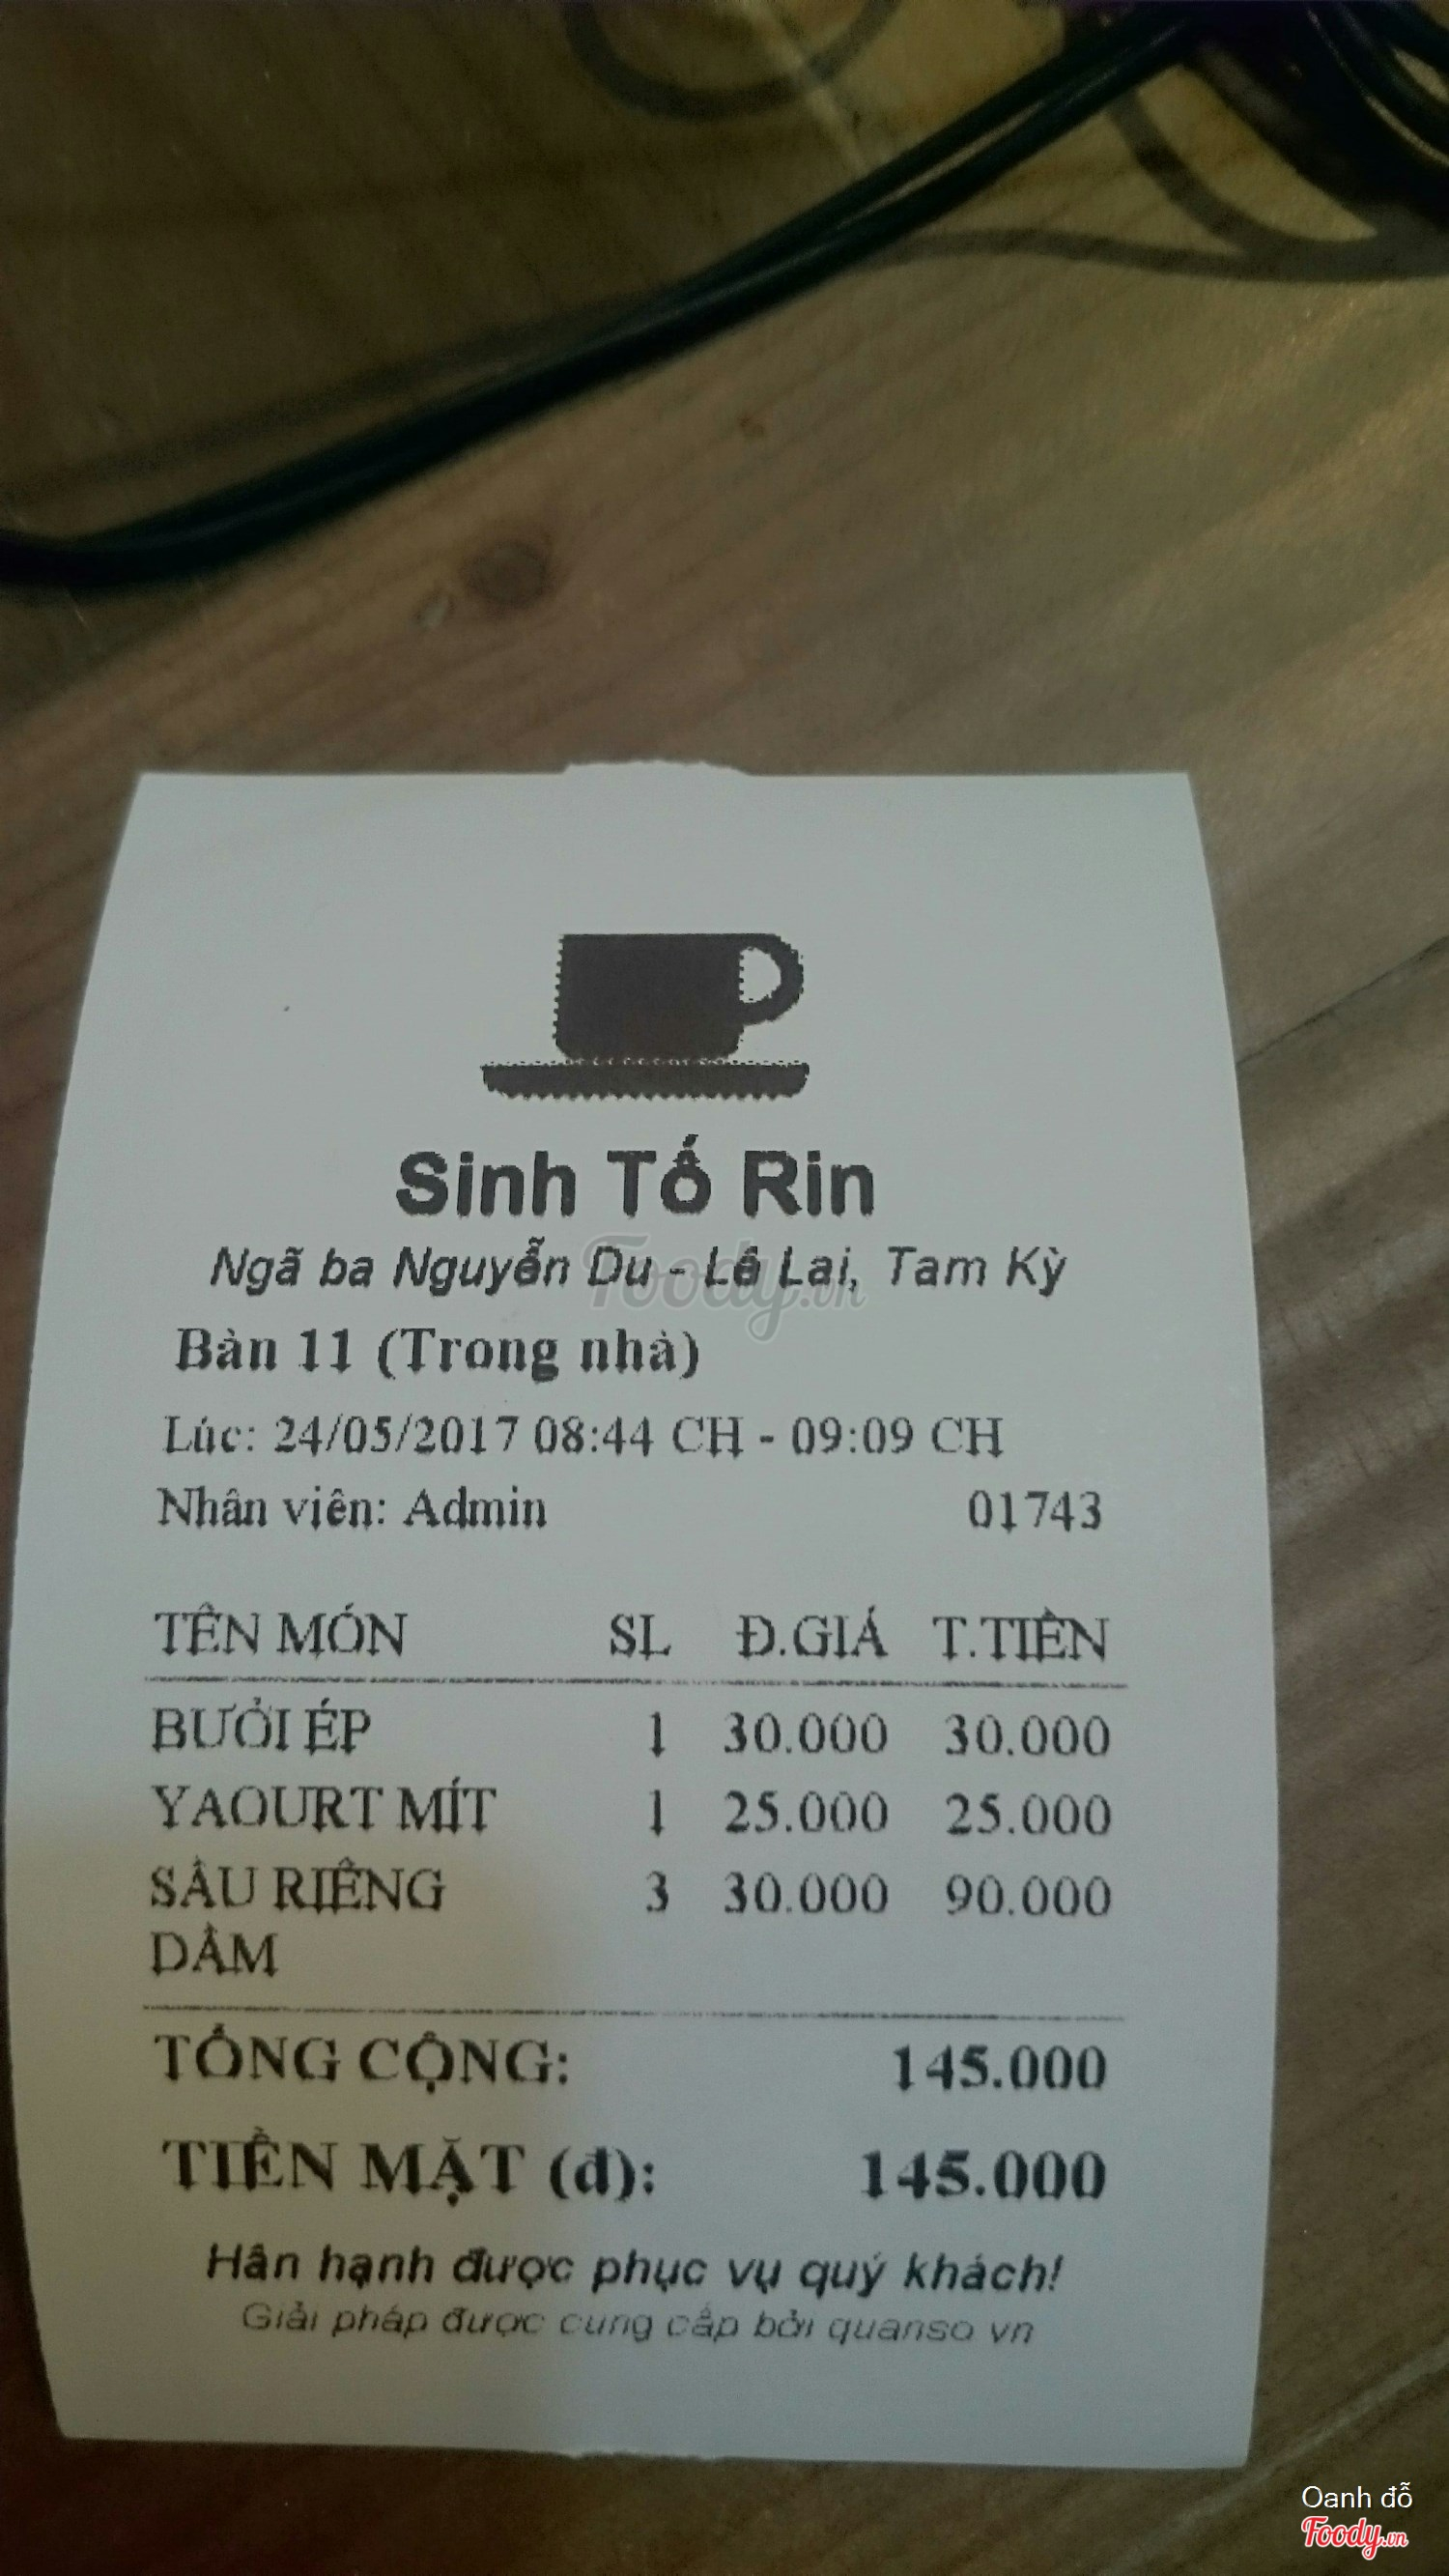 Sinh Tố Rin
Ngã ba Nguyễn Du - Lê Lai, Tam Kỳ
Foody.vn
Bàn 11 (Trong nhà)
Lúc: 24/05/2017 08:44 CH - 09:09 CH
Nhân viên: Admin 01743
TÊN MÓN SL Đ.GIÁ T.TIỀN
BƯỞI ÉP 1 30.000 30.000
YAOURT MÍT 1 25.000 25.000
SẦU RIÊNG 3 30.000 90.000
DẦM
TỔNG CỘNG: 145.000
TIỀN MẶT (đ): 145.000
Hân hạnh được phục vụ quý khách!
Giải pháp được cung cấp bởi quanso vn
Oanh đỗ
Foody.vn